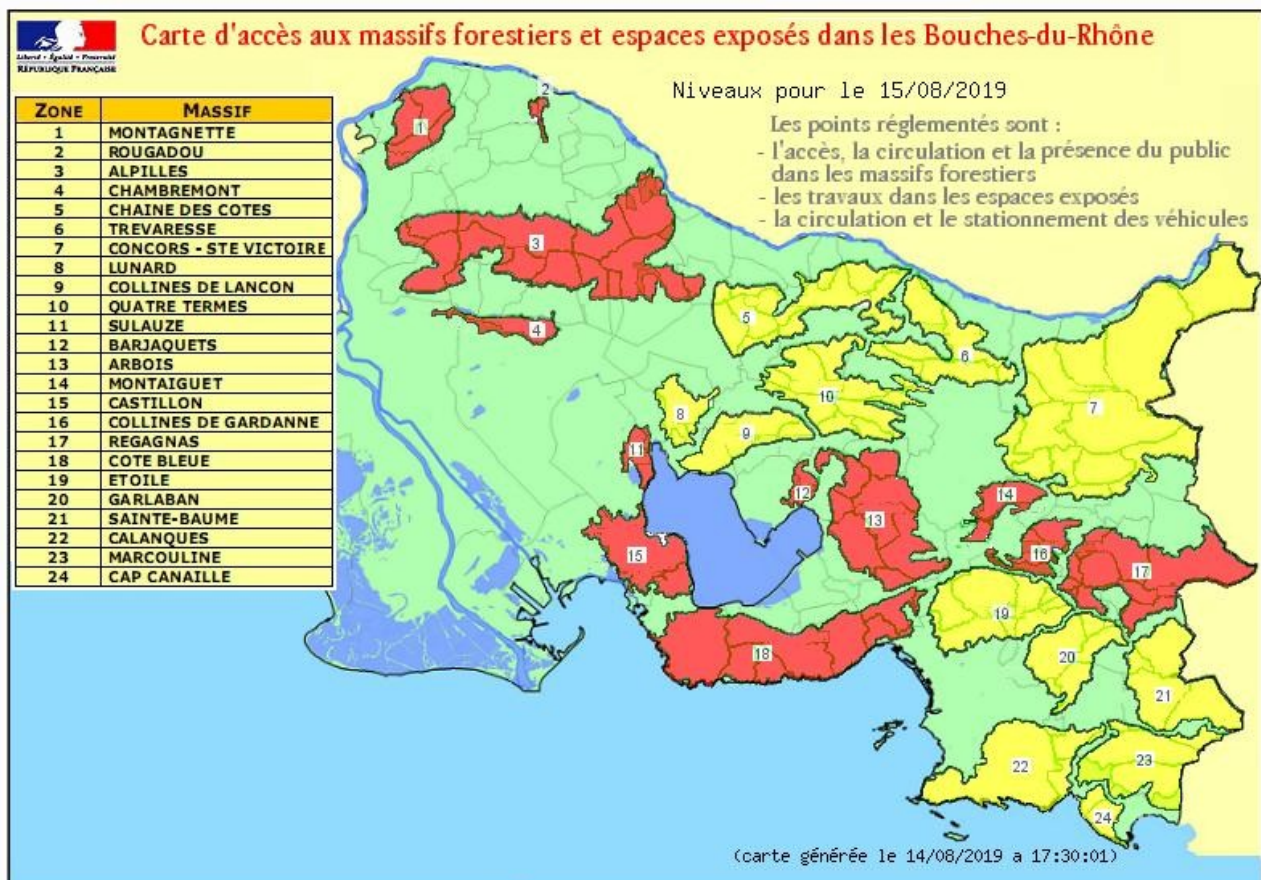 Carte d'accès aux massifs forestiers et espaces exposés dans les Bouches-du-Rhône
Liberté • Égalité • Fraternité
RÉPUBLIQUE FRANÇAISE
Niveaux pour le 15/08/2019
Les points réglementés sont :
- l'accès, la circulation et la présence du public
dans les massifs forestiers
- les travaux dans les espaces exposés
- la circulation et le stationnement des véhicules
ZONE MASSIF
1 MONTAGNETTE
2 ROUGADOU
3 ALPILLES
4 CHAMBREMONT
5 CHAINE DES COTES
6 TREVARESSE
7 CONCORS - STE VICTOIRE
8 LUNARD
9 COLLINES DE LANCON
10 QUATRE TERMES
11 SULAUZE
12 BARJAQUETS
13 ARBOIS
14 MONTAIGUET
15 CASTILLON
16 COLLINES DE GARDANNE
17 REGAGNAS
18 COTE BLEUE
19 ETOILE
20 GARLABAN
21 SAINTE-BAUME
22 CALANQUES
23 MARCOULINE
24 CAP CANAILLE
2
1
3
4
5
6
7
8
10
9
11
12
13
14
15
16
17
19
18
20
21
22
23
24
(carte générée le 14/08/2019 a 17:30:01)